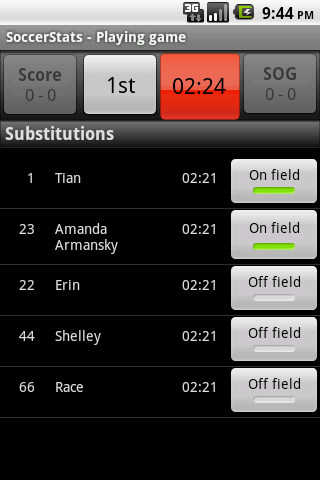 3G 9:44 PM
SoccerStats - Playing game
Score 1st 02:24 SOG
0 - 0 0 - 0
Substitutions
1 Tian 02:21 On field
23 Amanda Armansky 02:21 On field
22 Erin 02:21 Off field
44 Shelley 02:21 Off field
66 Race 02:21 Off field